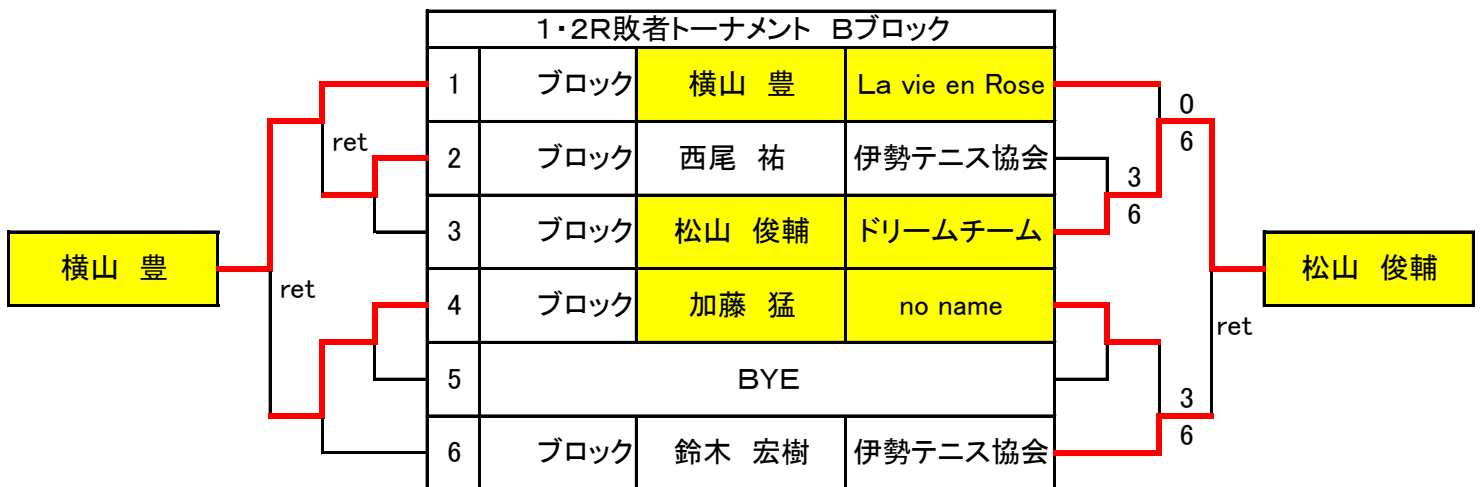 1・2R敗者トーナメント Bブロック
1 ブロック 横山 豊 La vie en Rose
0
6
ret
2 ブロック 西尾 祐 伊勢テニス協会
3
6
3 ブロック 松山 俊輔 ドリームチーム
横山 豊
松山 俊輔
ret
4 ブロック 加藤 猛 no name
ret
5 BYE
3
6
6 ブロック 鈴木 宏樹 伊勢テニス協会